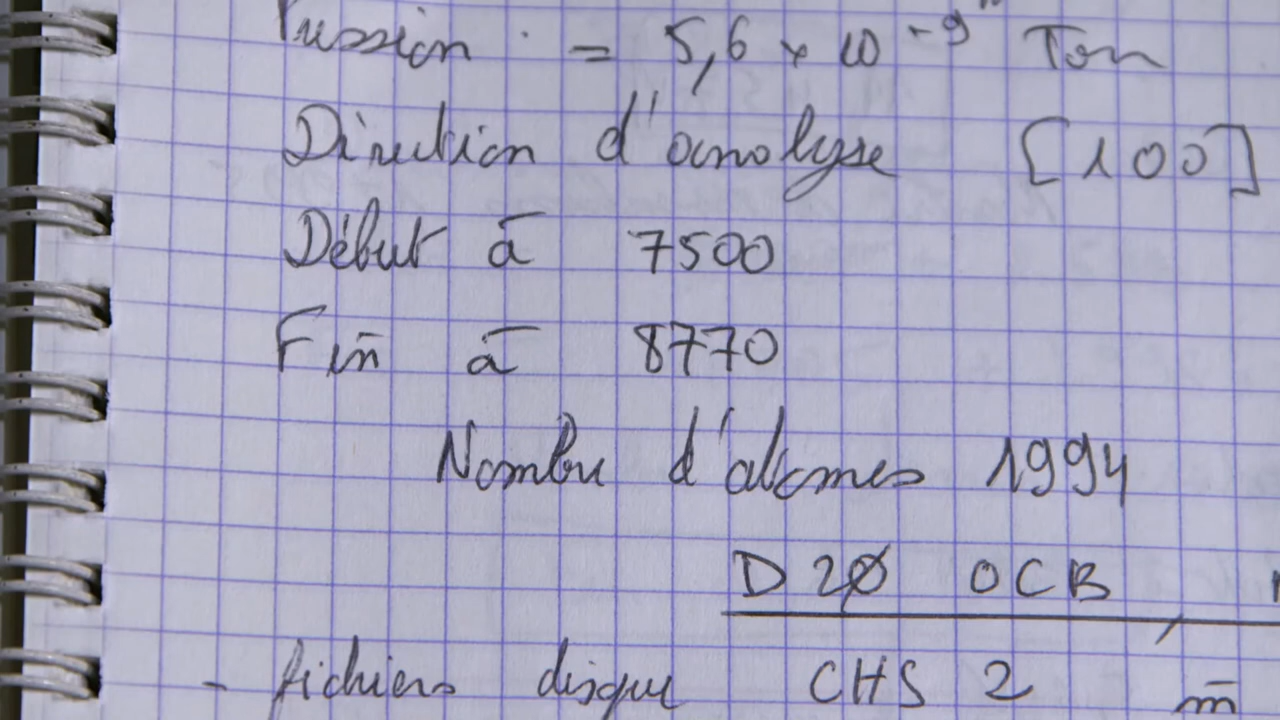 Pression = 5,6 × 10⁻⁹ Torr
Direction d'analyse [100]
Début à 7500
Fin à 8770
Nombre d'atomes 1994
D 20 OCB
- fichiers disque CHS 2